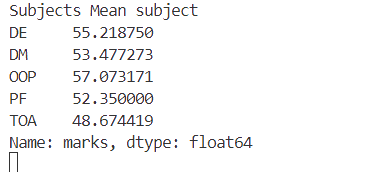 Subjects Mean subject
DE     55.218750
DM     53.477273
OOP    57.073171
PF     52.350000
TOA    48.674419
Name: marks, dtype: float64